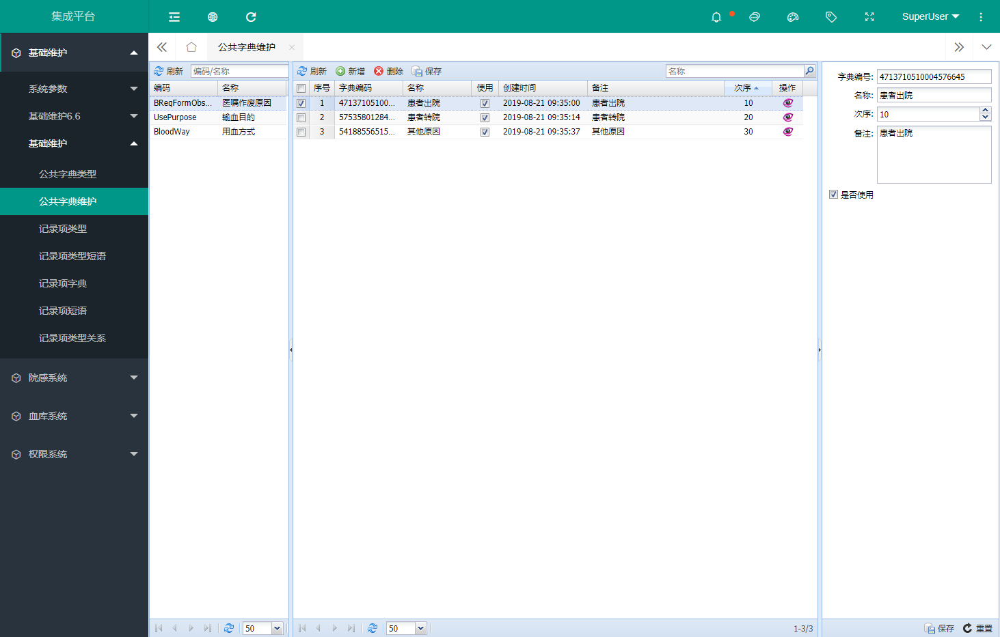 集成平台
SuperUser
基础维护
系统参数
基础维护6.6
基础维护
公共字典类型
公共字典维护
记录项类型
记录项类型短语
记录项字典
记录项短语
记录项类型关系
院感系统
血库系统
权限系统
公共字典维护
刷新 编码/名称
编码 名称
BReqFormObs... 医嘱作废原因
UsePurpose 输血目的
BloodWay 用血方式
50
刷新 新增 删除 保存 名称
序号 字典编码 名称 使用 创建时间 备注 次序 操作
1 47137105100... 患者出院 2019-08-21 09:35:00 患者出院 10
2 57535801284... 患者转院 2019-08-21 09:35:14 患者转院 20
3 54188556515... 其他原因 2019-08-21 09:35:37 其他原因 30
50 1-3/3
字典编号: 4713710510004576645
名称: 患者出院
次序: 10
备注: 患者出院
是否使用
保存 重置